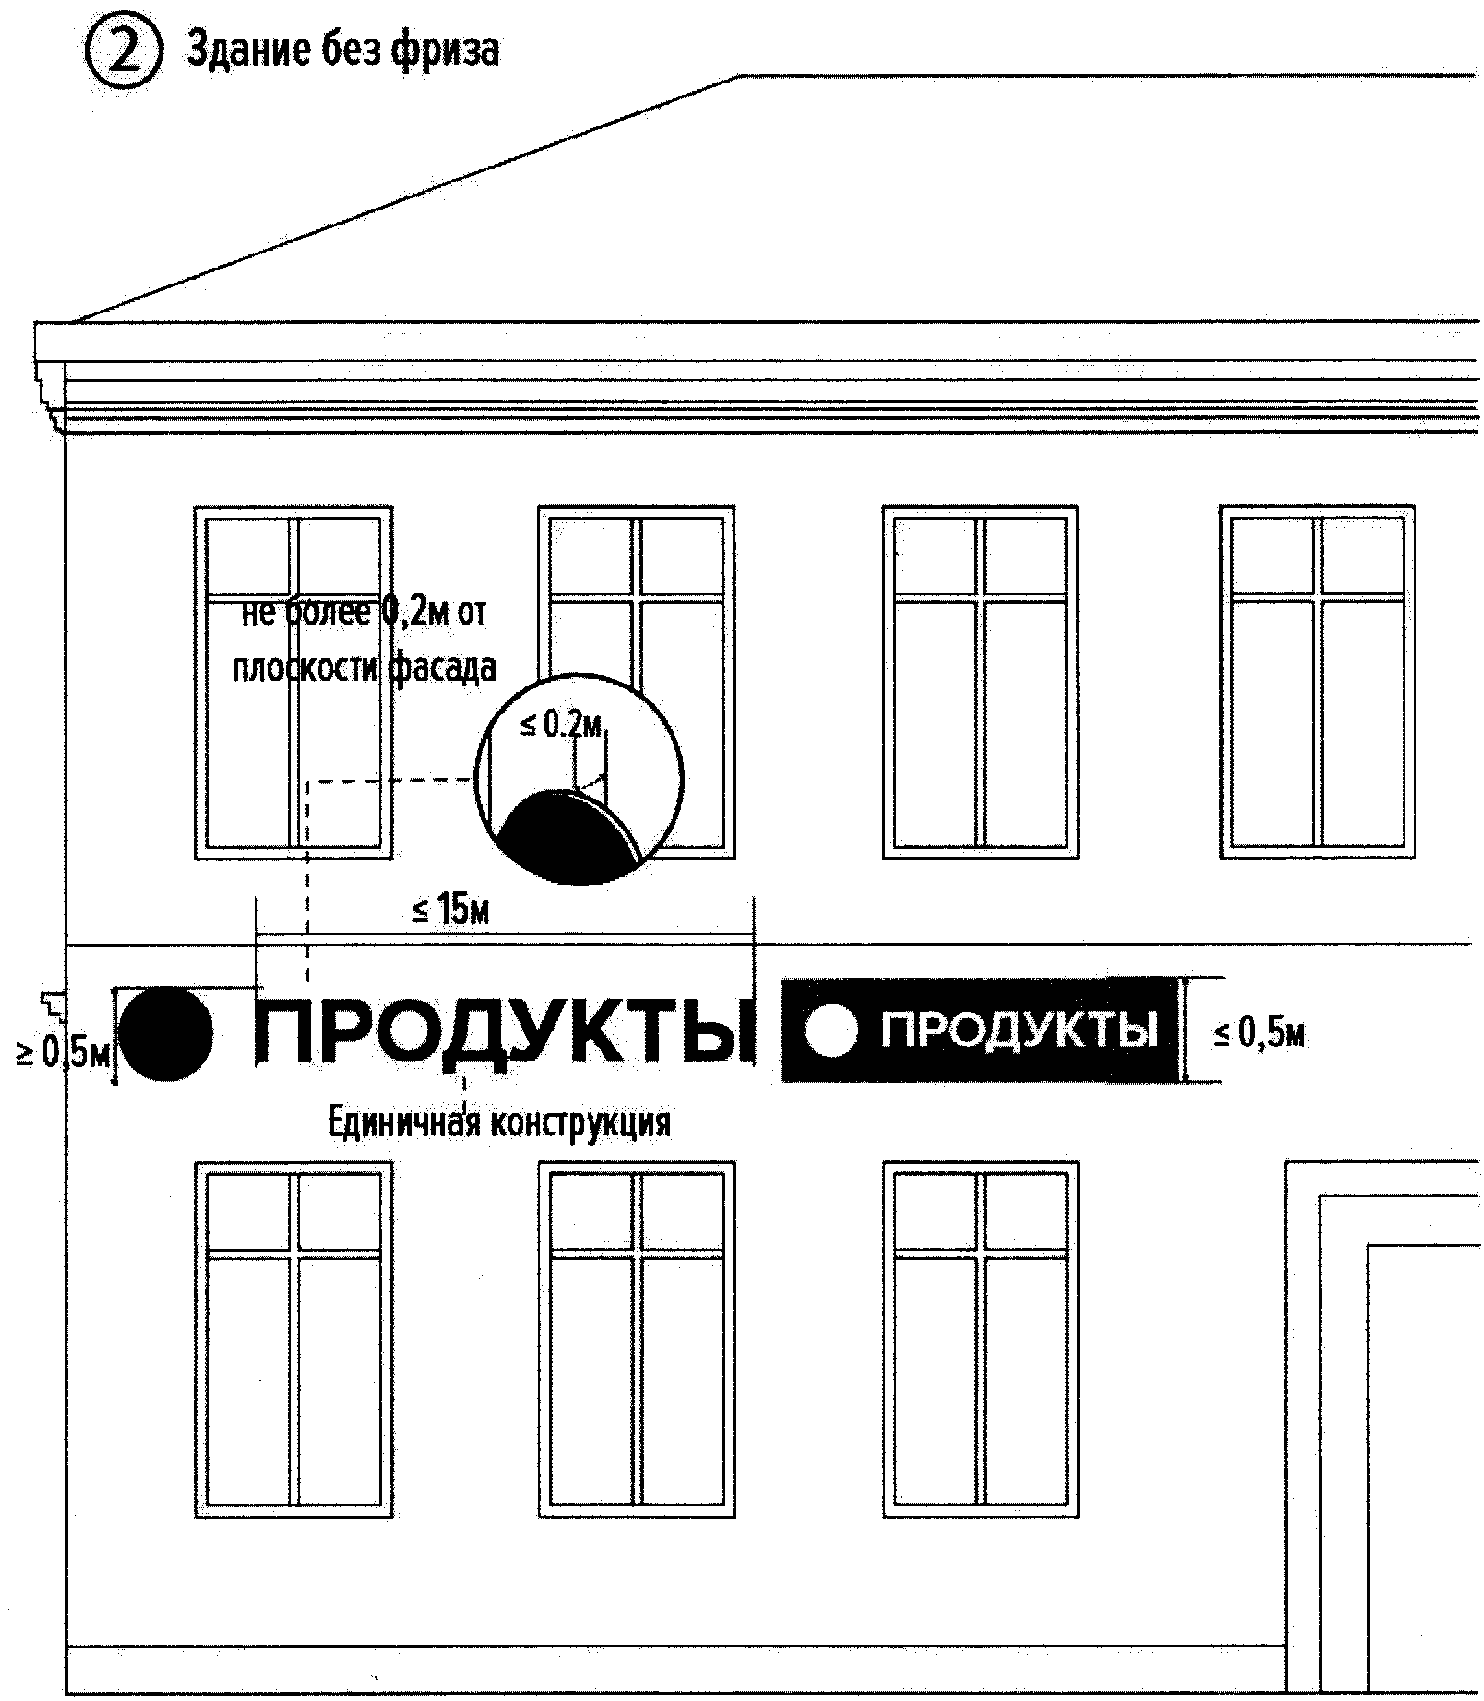 2 Здание без фриза
не более 0,2м от
плоскости фасада
≤ 0.2м
≤ 15м
≥ 0,5м
ПРОДУКТЫ
ПРОДУКТЫ
≤ 0,5м
Единичная конструкция